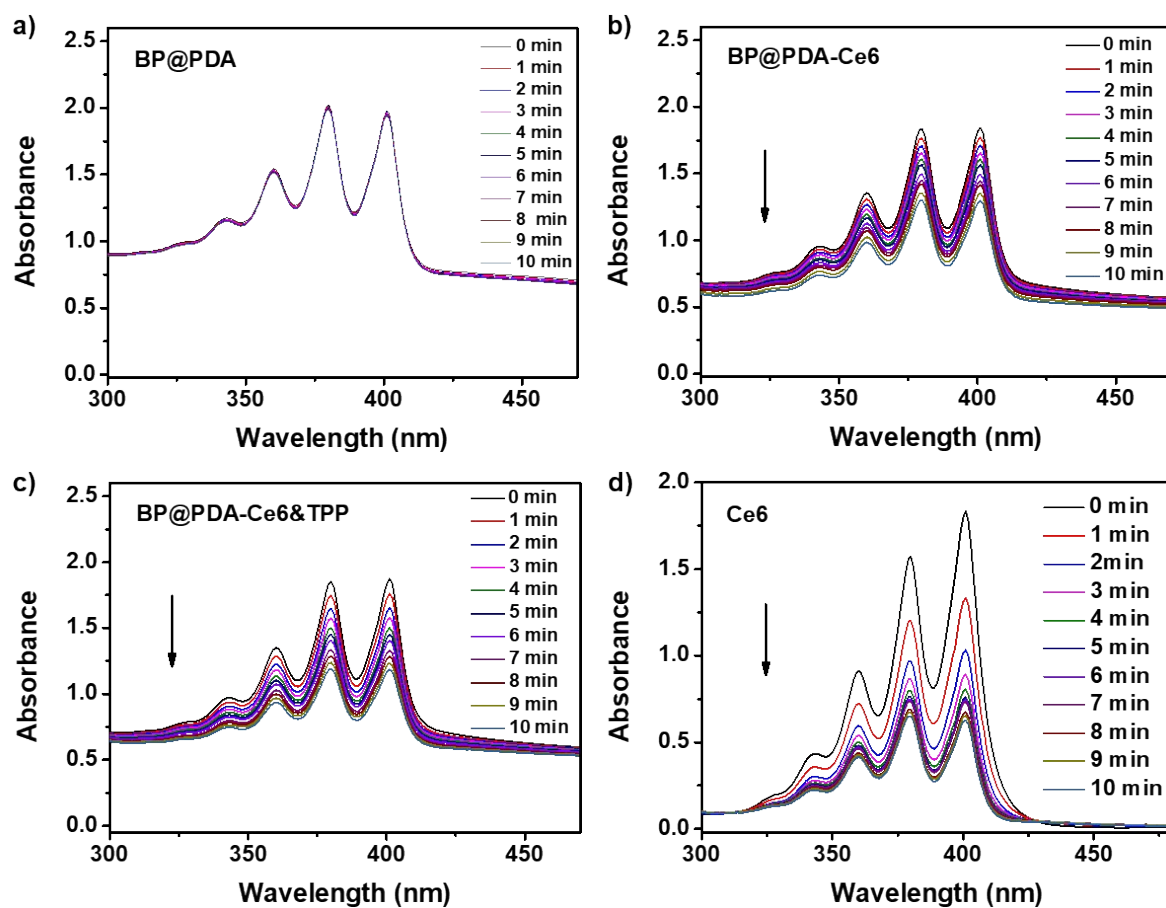 a)
BP@PDA
0 min
1 min
2 min
3 min
4 min
5 min
6 min
7 min
8 min
9 min
10 min
2.5
2.0
1.5
1.0
0.5
0.0
Absorbance
300 350 400 450
Wavelength (nm)
b)
BP@PDA-Ce6
0 min
1 min
2 min
3 min
4 min
5 min
6 min
7 min
8 min
9 min
10 min
2.5
2.0
1.5
1.0
0.5
0.0
Absorbance
300 350 400 450
Wavelength (nm)
c)
BP@PDA-Ce6&TPP
0 min
1 min
2 min
3 min
4 min
5 min
6 min
7 min
8 min
9 min
10 min
2.5
2.0
1.5
1.0
0.5
0.0
Absorbance
300 350 400 450
Wavelength (nm)
d)
Ce6
0 min
1 min
2min
3 min
4 min
5 min
6 min
7 min
8 min
9 min
10 min
2.0
1.5
1.0
0.5
0.0
Absorbance
300 350 400 450
Wavelength (nm)